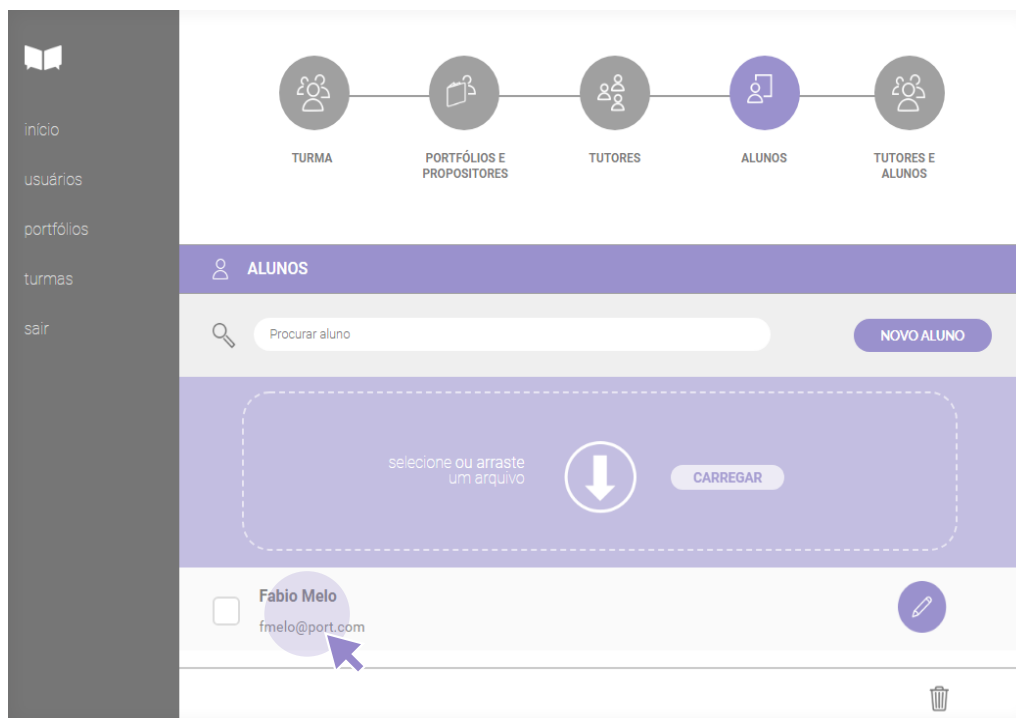 início
usuários
portfólios
turmas
sair
TURMA
PORTFÓLIOS E
PROPOSITORES
TUTORES
ALUNOS
TUTORES E
ALUNOS
ALUNOS
Procurar aluno
NOVO ALUNO
selecione ou arraste
um arquivo
CARREGAR
Fabio Melo
fmelo@port.com